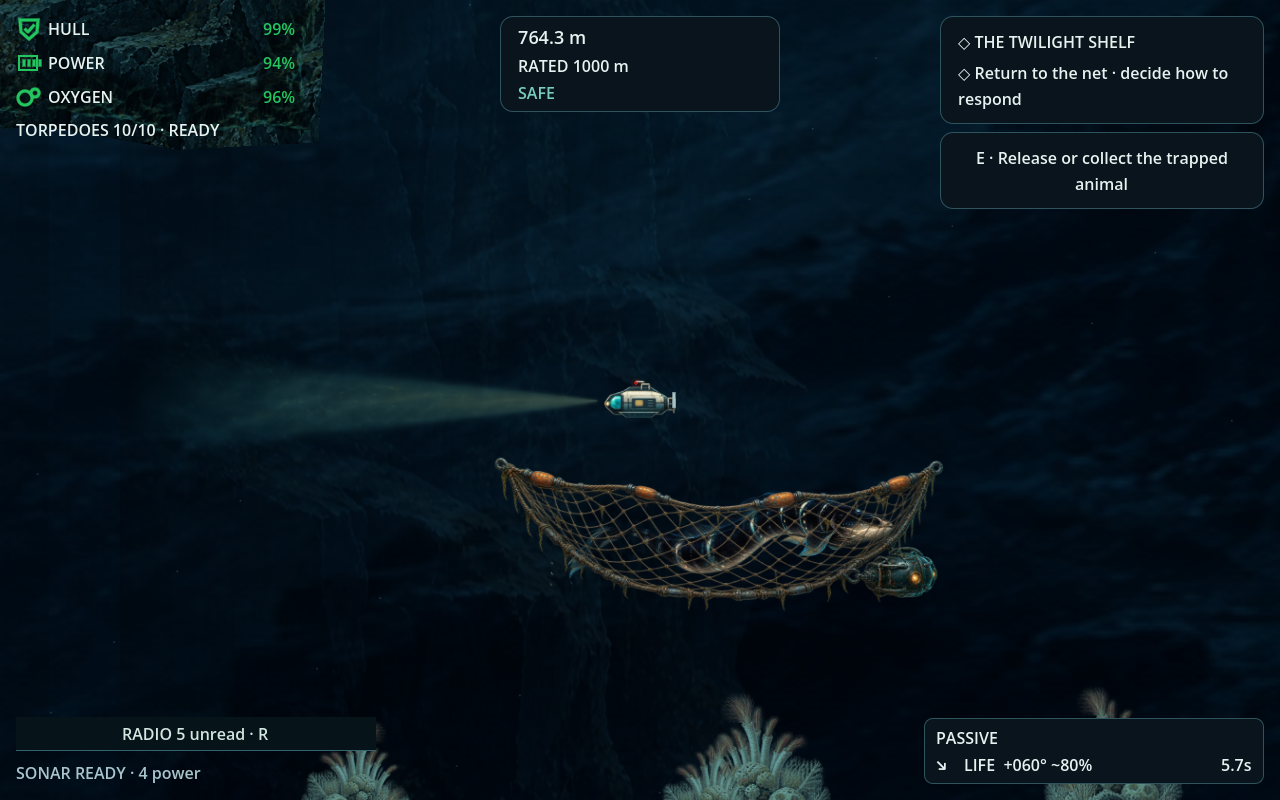 HULL 99%
POWER 94%
OXYGEN 96%
TORPEDOES 10/10 · READY
764.3 m
RATED 1000 m
SAFE
◇ THE TWILIGHT SHELF
◇ Return to the net · decide how to
respond
E · Release or collect the trapped
animal
RADIO 5 unread · R
SONAR READY · 4 power
PASSIVE
↘ LIFE +060° ~80% 5.7s